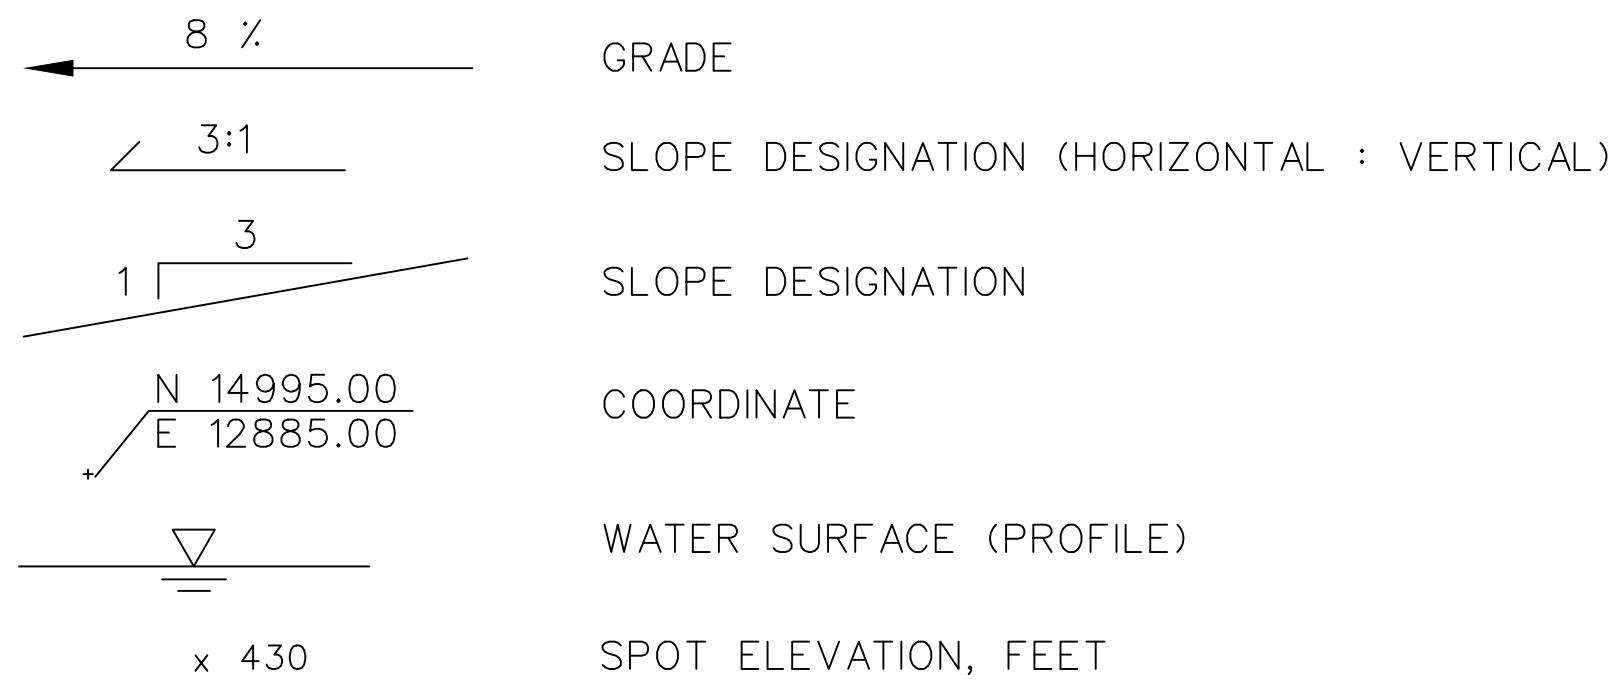 8 %
GRADE
3:1
SLOPE DESIGNATION (HORIZONTAL : VERTICAL)
3
1
SLOPE DESIGNATION
N 14995.00
E 12885.00
COORDINATE
WATER SURFACE (PROFILE)
x 430
SPOT ELEVATION, FEET